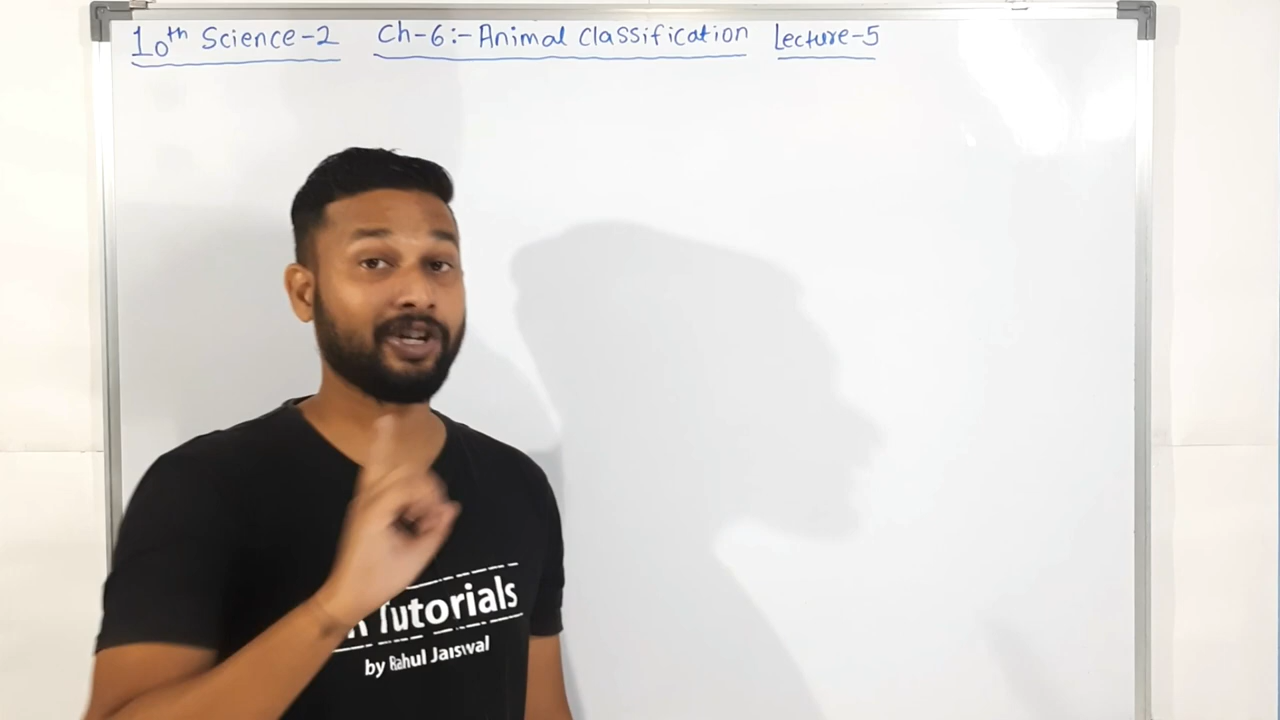 10th Science-2 Ch-6:- Animal Classification Lecture-5
Tutorials
by Rahul Jaiswal